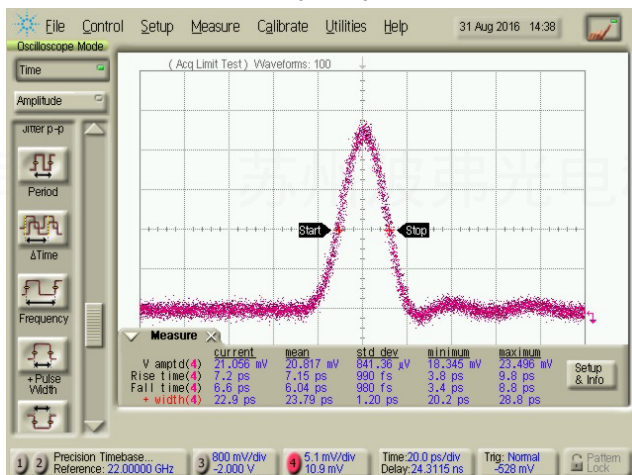 File Control Setup Measure Calibrate Utilities Help 31 Aug 2016 14:38
Oscilloscope Mode
Time
(Acq Limit Test) Waveforms: 100
Amplitude
Jitter p-p
Period
Start Stop
ΔTime
Frequency
Measure
current mean std dev minimum maximum
V amptd(4) 21.056 mV 20.817 mV 841.36 µV 18.345 mV 23.496 mV
Rise time(4) 7.2 ps 7.15 ps 990 fs 3.8 ps 9.8 ps
Fall time(4) 6.6 ps 6.04 ps 980 fs 3.4 ps 8.8 ps
+ width(4) 22.9 ps 23.79 ps 1.20 ps 20.2 ps 28.8 ps
Setup
& Info
+ Pulse
Width
1 2 Precision Timebase...
Reference: 22.00000 GHz
3 800 mV/div
-2.000 V
4 5.1 mV/div
10.9 mV
Time:20.0 ps/div
Delay:24.3115 ns
Trig: Normal
-528 mV
Pattern
Lock